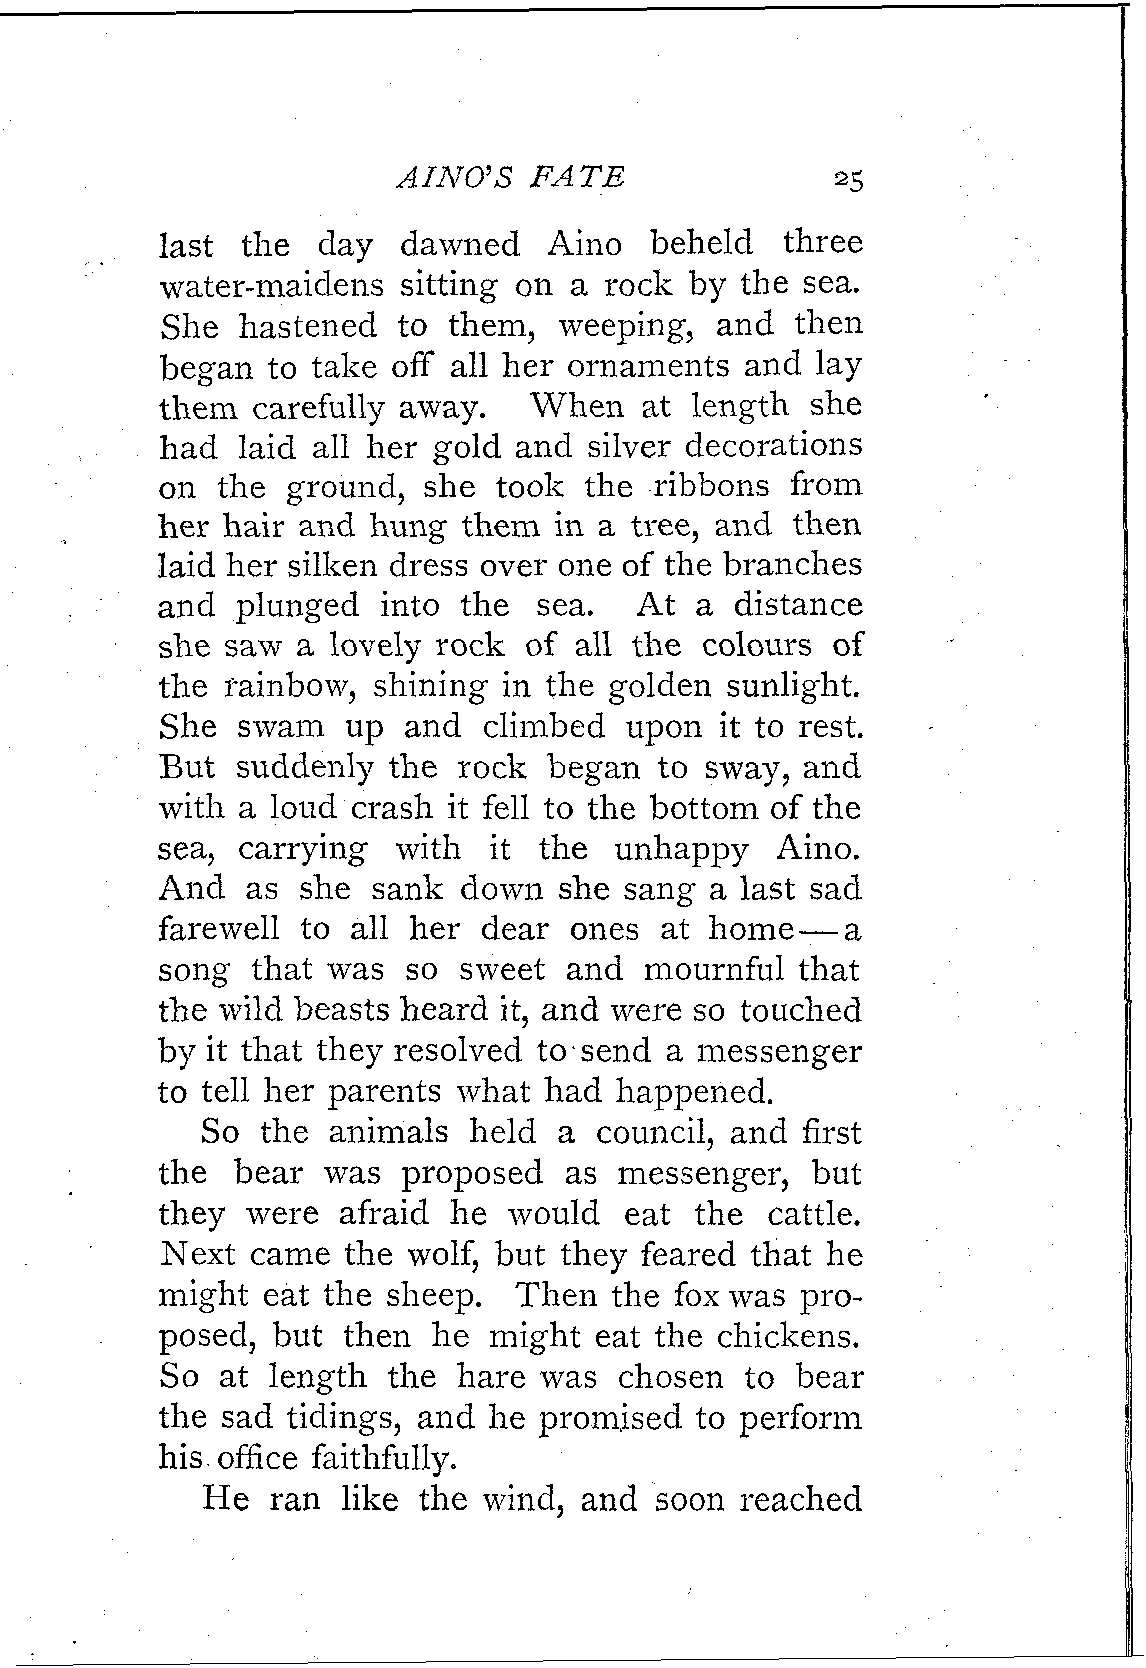 AINO'S FATE 25
last the day dawned Aino beheld three
water-maidens sitting on a rock by the sea.
She hastened to them, weeping, and then
began to take off all her ornaments and lay
them carefully away. When at length she
had laid all her gold and silver decorations
on the ground, she took the ribbons from
her hair and hung them in a tree, and then
laid her silken dress over one of the branches
and plunged into the sea. At a distance
she saw a lovely rock of all the colours of
the rainbow, shining in the golden sunlight.
She swam up and climbed upon it to rest.
But suddenly the rock began to sway, and
with a loud crash it fell to the bottom of the
sea, carrying with it the unhappy Aino.
And as she sank down she sang a last sad
farewell to all her dear ones at home—a
song that was so sweet and mournful that
the wild beasts heard it, and were so touched
by it that they resolved to send a messenger
to tell her parents what had happened.
So the animals held a council, and first
the bear was proposed as messenger, but
they were afraid he would eat the cattle.
Next came the wolf, but they feared that he
might eat the sheep. Then the fox was pro-
posed, but then he might eat the chickens.
So at length the hare was chosen to bear
the sad tidings, and he promised to perform
his office faithfully.
He ran like the wind, and soon reached